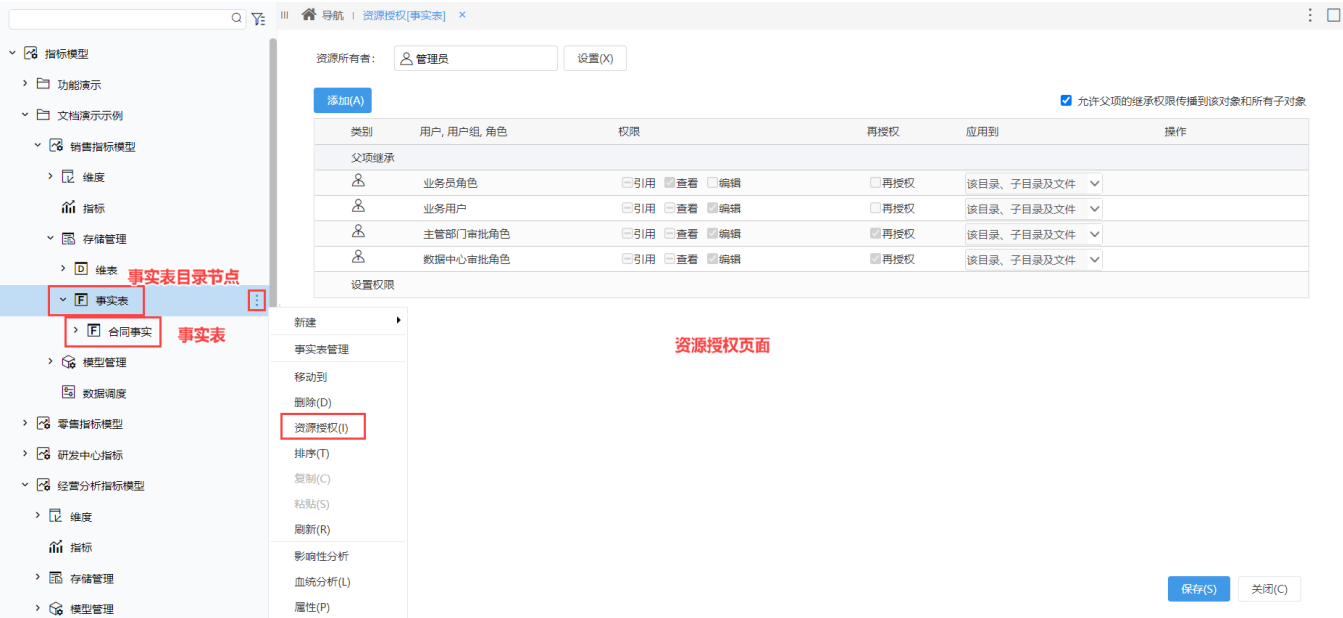 导航 资源授权[事实表] ×
指标模型
功能演示
文档演示示例
销售指标模型
维度
指标
存储管理
D 维表
事实表目录节点
F 事实表
F 合同事实
事实表
模型管理
数据调度
零售指标模型
研发中心指标
经营分析指标模型
维度
指标
存储管理
模型管理
资源所有者: 管理员 设置(X)
添加(A) 允许父项的继承权限传播到该对象和所有子对象
类别 用户, 用户组, 角色 权限 再授权 应用到 操作
父项继承
业务员角色 引用 查看 编辑 再授权 该目录、子目录及文件
业务用户 引用 查看 编辑 再授权 该目录、子目录及文件
主管部门审批角色 引用 查看 编辑 再授权 该目录、子目录及文件
数据中心审批角色 引用 查看 编辑 再授权 该目录、子目录及文件
设置权限
新建
事实表管理
移动到
删除(D)
资源授权(I)
排序(T)
复制(C)
粘贴(S)
刷新(R)
影响性分析
血统分析(L)
属性(P)
资源授权页面
保存(S) 关闭(C)